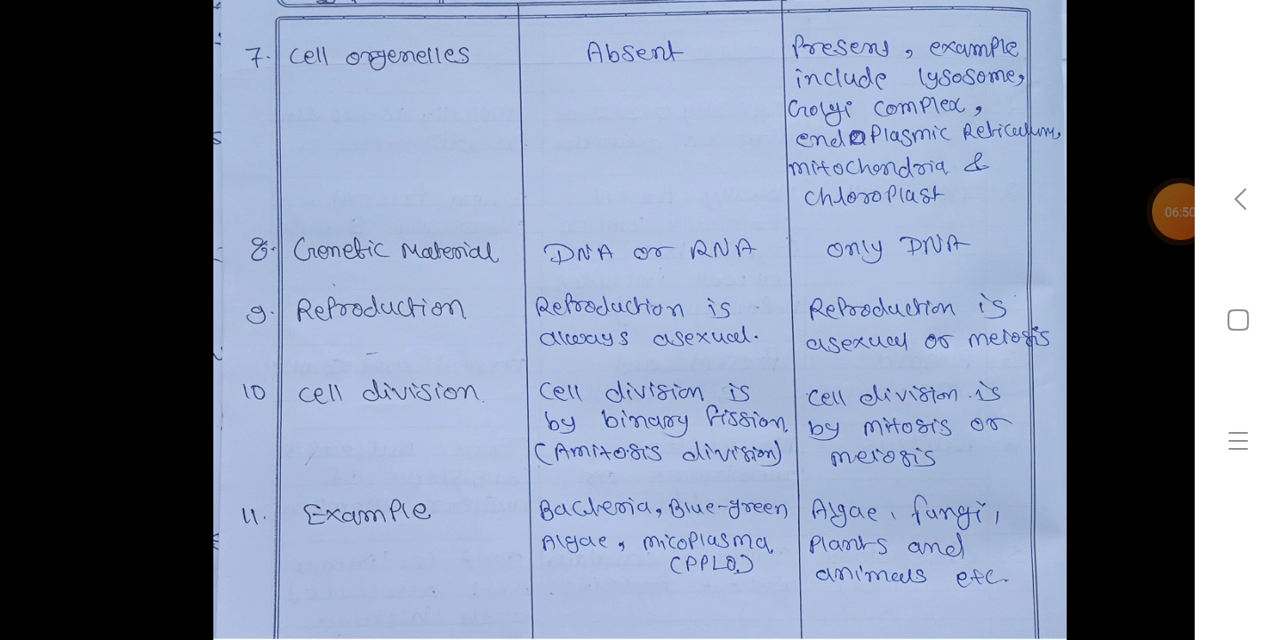 7. Cell orgenelles
Absent
Present, example
include lysosome,
Golgi complex,
endoplasmic Reticulum,
mitochondria &
chloroplast
8. Genetic Material
DNA or RNA
only DNA
9. Reproduction
Reproduction is
always asexual.
Reproduction is
asexual or meiosis
10 cell division
Cell division is
by binary fission
(Amitosis division)
Cell division is
by mitosis or
meiosis
11. Example
Bacteria, Blue-green
Algae, micoplasma
(PPLO)
Algae, fungi,
plants and
animals etc.
06:50